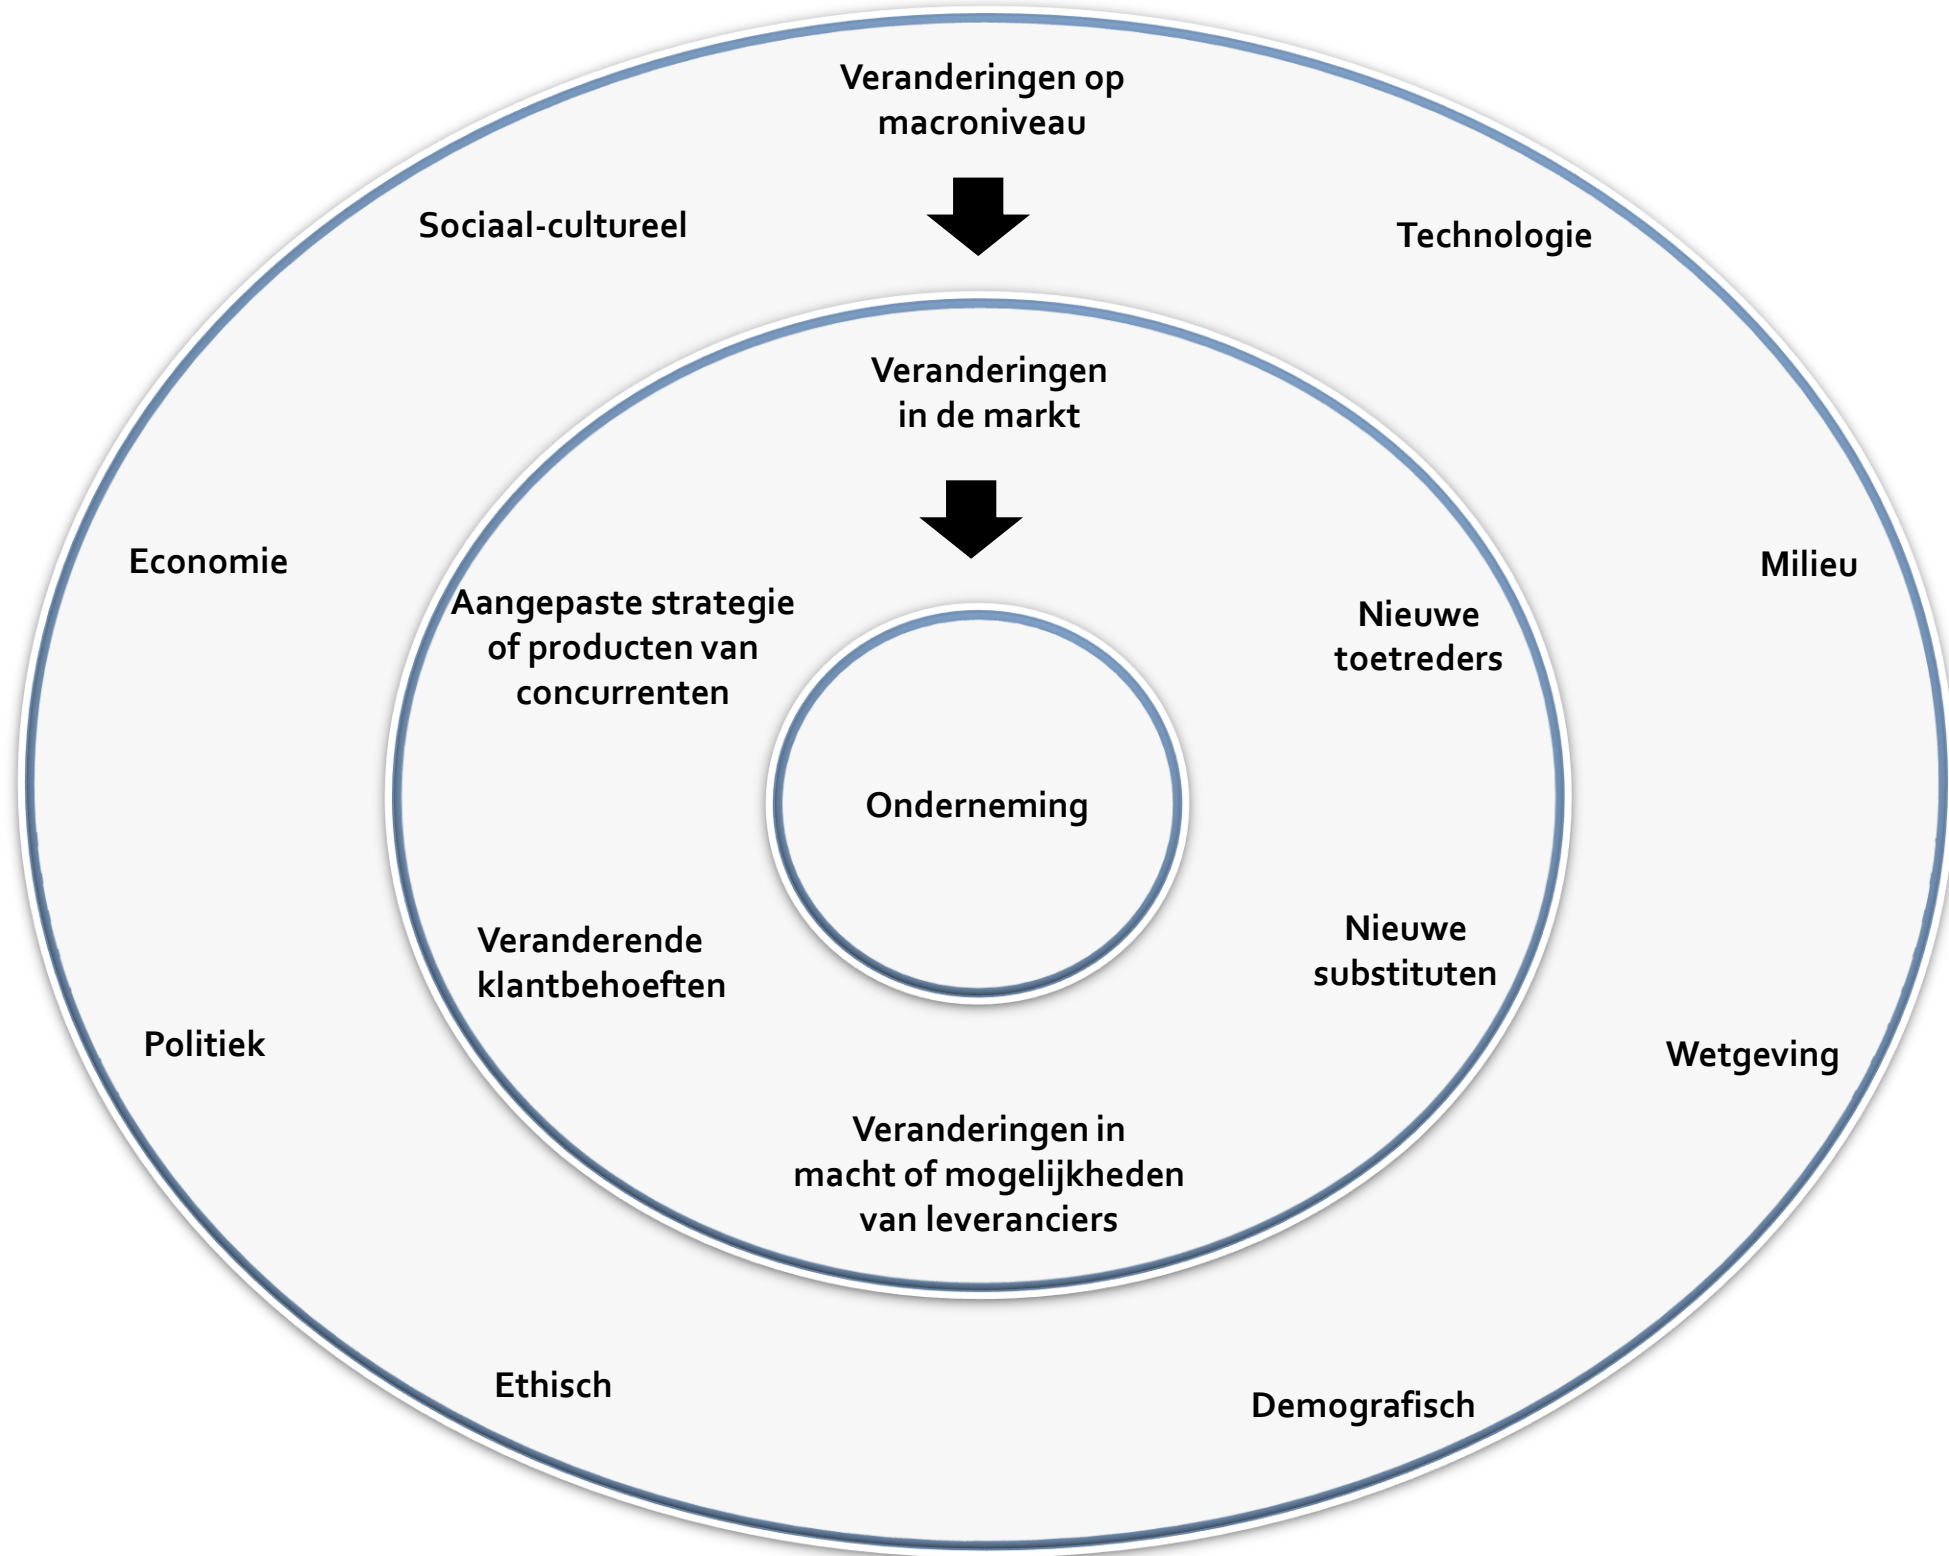 Veranderingen op
macroniveau
Sociaal-cultureel
Technologie
Veranderingen
in de markt
Economie
Milieu
Aangepaste strategie
of producten van
concurrenten
Nieuwe
toetreders
Onderneming
Veranderende
klantbehoeften
Nieuwe
substituten
Politiek
Wetgeving
Veranderingen in
macht of mogelijkheden
van leveranciers
Ethisch
Demografisch